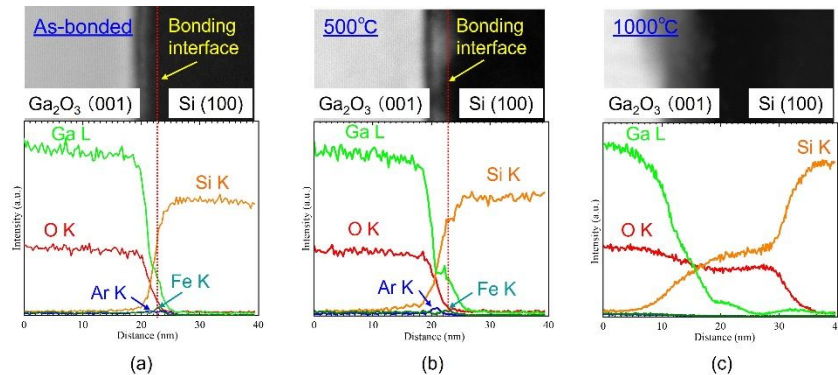 As-bonded
Bonding
interface
Ga₂O₃ (001)
Si (100)
Ga L
Si K
O K
Ar K
Fe K
Intensity (a.u.)
0
10
20
30
40
Distance (nm)
(a)
500℃
Bonding
interface
Ga₂O₃ (001)
Si (100)
Ga L
Si K
O K
Ar K
Fe K
Intensity (a.u.)
0
10
20
30
40
Distance (nm)
(b)
1000℃
Ga₂O₃ (001)
Si (100)
Ga L
Si K
O K
Intensity (a.u.)
0
10
20
30
40
Distance (nm)
(c)